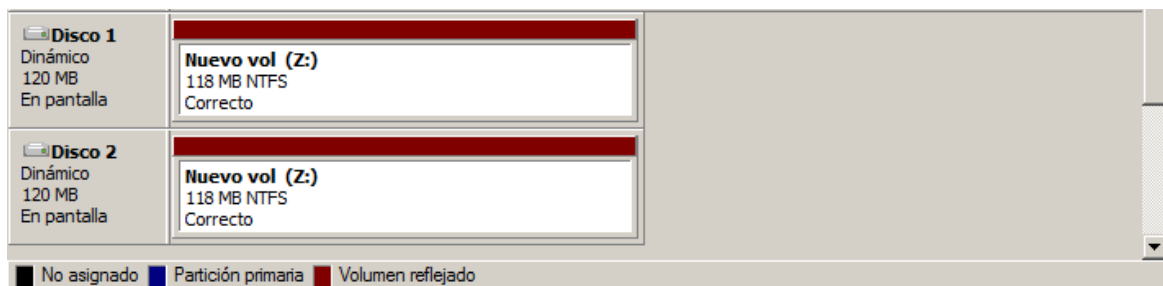 Disco 1
Dinámico
120 MB
En pantalla
Nuevo vol (Z:)
118 MB NTFS
Correcto
Disco 2
Dinámico
120 MB
En pantalla
Nuevo vol (Z:)
118 MB NTFS
Correcto
No asignado Partición primaria Volumen reflejado